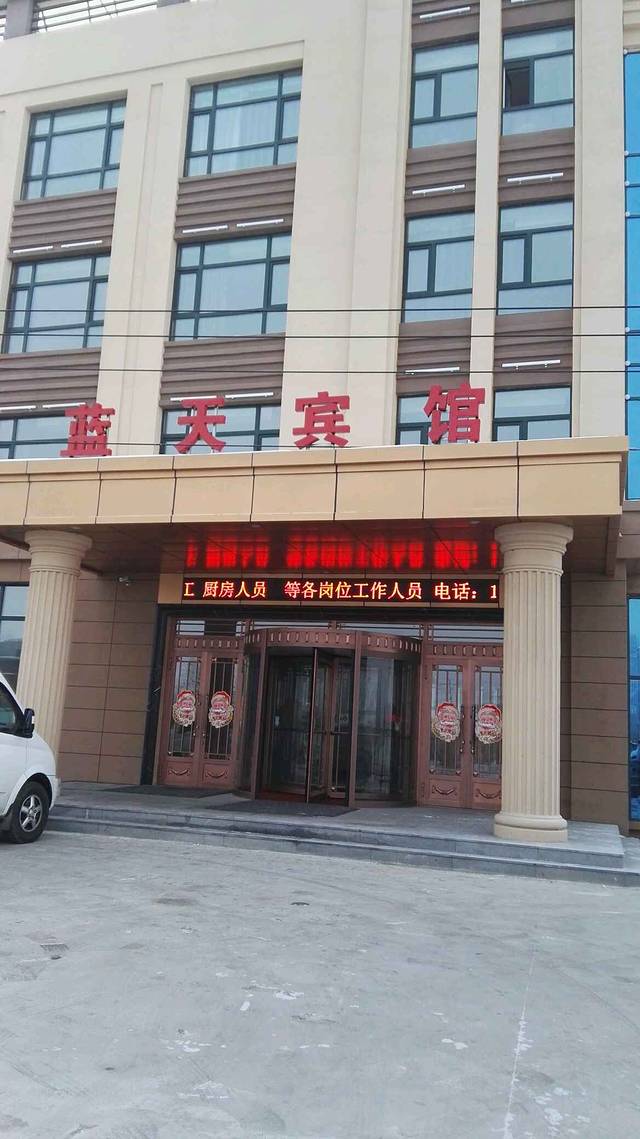 蓝天宾馆
工 厨房人员 等各岗位工作人员 电话：1